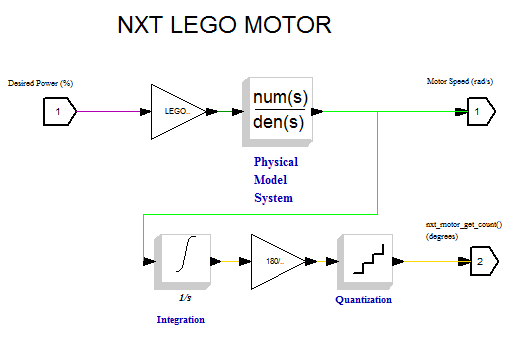 NXT LEGO MOTOR
Desired Power (%)
Motor Speed (rad/s)
1
LEGO..
num(s)
den(s)
1
Physical
Model
System
nxt_motor_get_count()
(degrees)
180/..
2
1/s
Quantization
Integration